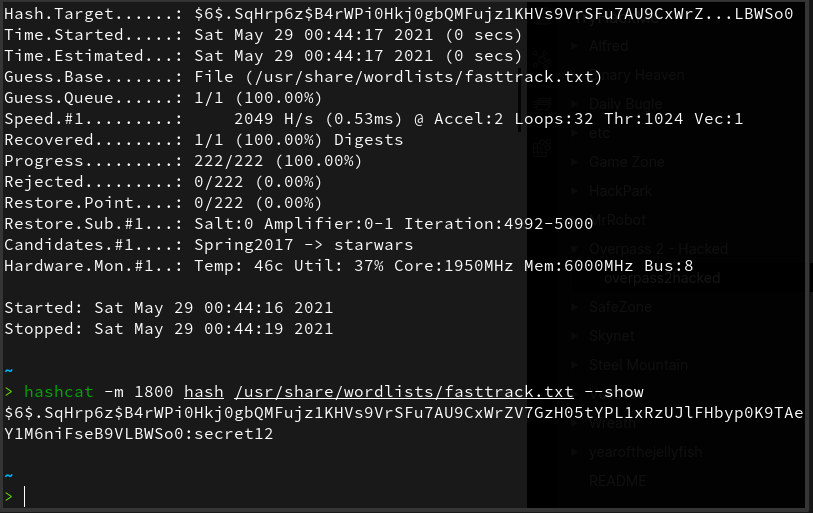 Hash.Target......: $6$.SqHrp6z$B4rWPi0Hkj0gbQMFujz1KHVs9VrSFu7AU9CxWrZ...LBWSo0
Time.Started.....: Sat May 29 00:44:17 2021 (0 secs)
Time.Estimated...: Sat May 29 00:44:17 2021 (0 secs)
Guess.Base.......: File (/usr/share/wordlists/fasttrack.txt)
Guess.Queue......: 1/1 (100.00%)
Speed.#1.........:     2049 H/s (0.53ms) @ Accel:2 Loops:32 Thr:1024 Vec:1
Recovered........: 1/1 (100.00%) Digests
Progress.........: 222/222 (100.00%)
Rejected.........: 0/222 (0.00%)
Restore.Point....: 0/222 (0.00%)
Restore.Sub.#1...: Salt:0 Amplifier:0-1 Iteration:4992-5000
Candidates.#1....: Spring2017 -> starwars
Hardware.Mon.#1..: Temp: 46c Util: 37% Core:1950MHz Mem:6000MHz Bus:8
Started: Sat May 29 00:44:16 2021
Stopped: Sat May 29 00:44:19 2021
~
> hashcat -m 1800 hash /usr/share/wordlists/fasttrack.txt --show
$6$.SqHrp6z$B4rWPi0Hkj0gbQMFujz1KHVs9VrSFu7AU9CxWrZV7GzH05tYPL1xRzUJlFHbyp0K9TAe
Y1M6niFseB9VLBWSo0:secret12
~
>
Alfred
Binary Heaven
Daily Bugle
etc
Game Zone
HackPark
MrRobot
Overpass 2 - Hacked
overpass2hacked
SafeZone
Skynet
Steel Mountain
Wreath
yearofthejellyfish
README